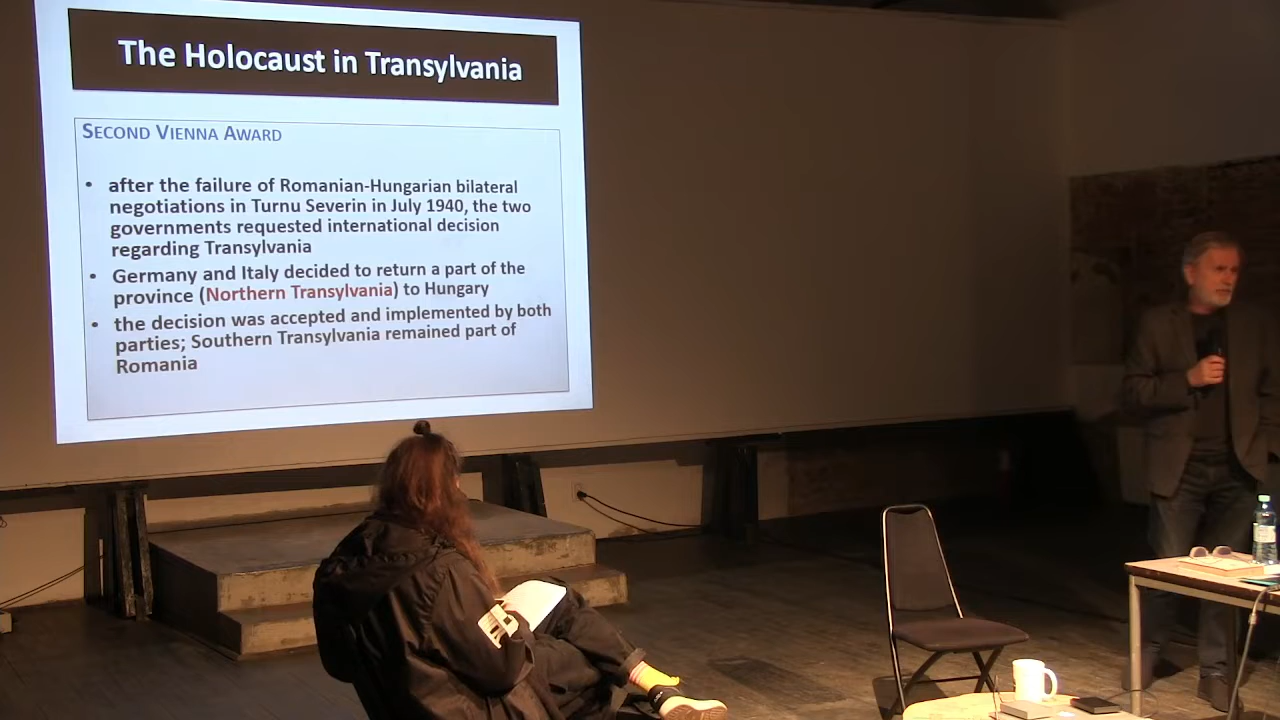 The Holocaust in Transylvania
SECOND VIENNA AWARD
• after the failure of Romanian-Hungarian bilateral
negotiations in Turnu Severin in July 1940, the two
governments requested international decision
regarding Transylvania
• Germany and Italy decided to return a part of the
province (Northern Transylvania) to Hungary
• the decision was accepted and implemented by both
parties; Southern Transylvania remained part of
Romania